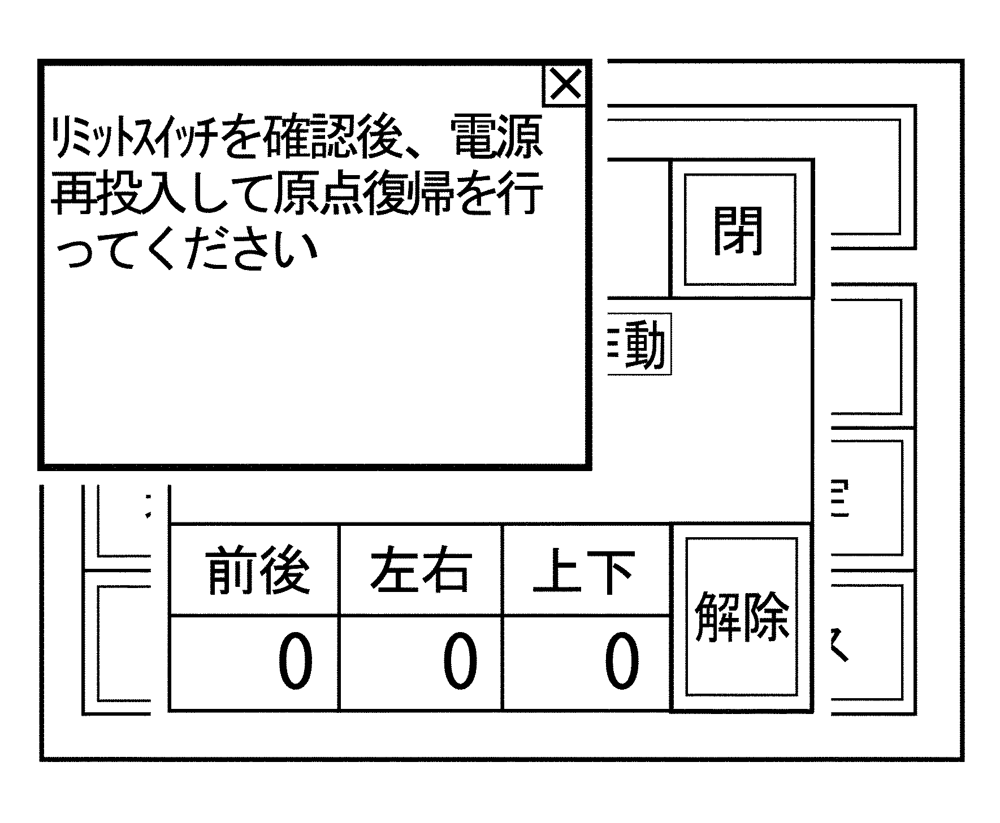 ﾘﾐｯﾄｽｲｯﾁを確認後、電源
再投入して原点復帰を行
ってください
閉
動
前後 左右 上下
解除
0 0 0